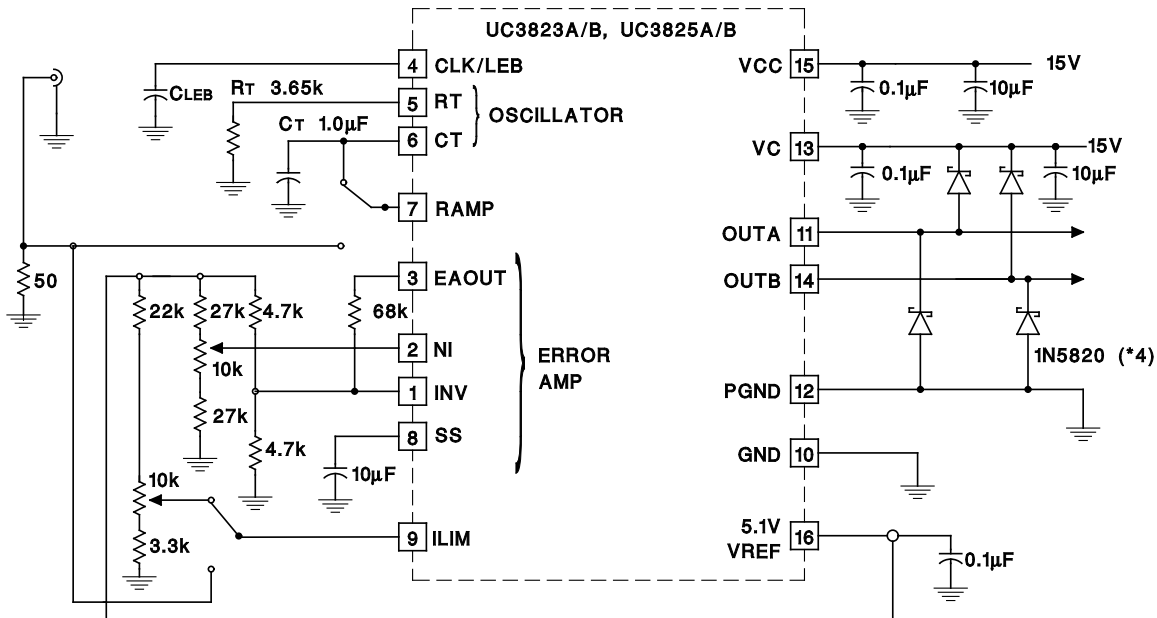 UC3823A/B, UC3825A/B
4 CLK/LEB
CLEB
RT 3.65k
5 RT
OSCILLATOR
CT 1.0µF
6 CT
7 RAMP
50
3 EAOUT
22k
27k
4.7k
68k
2 NI
10k
ERROR
AMP
1 INV
27k
8 SS
4.7k
10µF
10k
9 ILIM
3.3k
VCC 15
15V
0.1µF
10µF
VC 13
15V
0.1µF
10µF
OUTA 11
OUTB 14
1N5820 (*4)
PGND 12
GND 10
5.1V
VREF
16
0.1µF